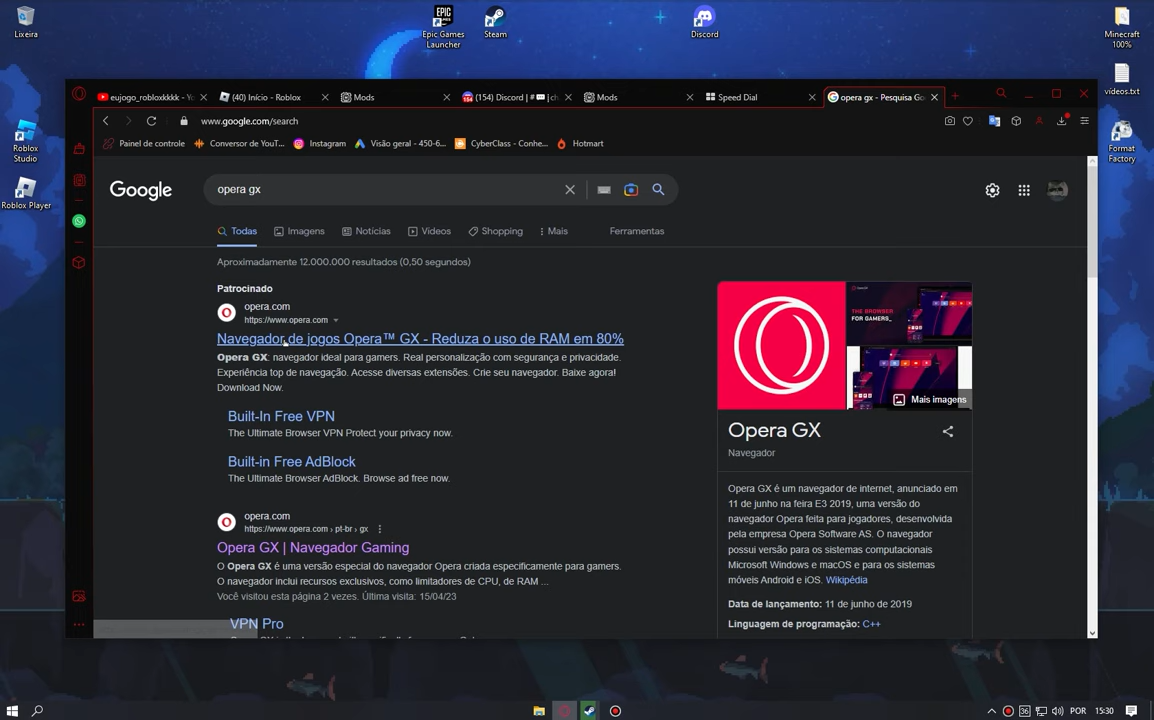 Lixeira
Epic Games
Launcher
EPIC
GAMES
Steam
Discord
Minecraft
100%
vídeos.txt
Format
Factory
Roblox
Studio
Roblox Player
eujogo_robloxkkkk - Yo
(40) Início - Roblox
Mods
(154) Discord | #
Mods
Speed Dial
opera gx - Pesquisa Go
www.google.com/search
Painel de controle
Conversor de YouT...
Instagram
Visão geral - 450-6...
CyberClass - Conhe...
Hotmart
Google
opera gx
Todas
Imagens
Notícias
Vídeos
Shopping
Mais
Ferramentas
Aproximadamente 12.000.000 resultados (0,50 segundos)
Patrocinado
opera.com
https://www.opera.com
Navegador de jogos Opera™ GX - Reduza o uso de RAM em 80%
Opera GX: navegador ideal para gamers. Real personalização com segurança e privacidade.
Experiência top de navegação. Acesse diversas extensões. Crie seu navegador. Baixe agora!
Download Now.
Built-In Free VPN
The Ultimate Browser VPN Protect your privacy now.
Built-in Free AdBlock
The Ultimate Browser AdBlock. Browse ad free now.
opera.com
https://www.opera.com › pt-br › gx
Opera GX | Navegador Gaming
O Opera GX é uma versão especial do navegador Opera criada especificamente para gamers.
O navegador inclui recursos exclusivos, como limitadores de CPU, de RAM ...
Você visitou esta página 2 vezes. Última visita: 15/04/23
VPN Pro
THE BROWSER
FOR GAMERS_
Mais imagens
Opera GX
Navegador
Opera GX é um navegador de internet, anunciado em
11 de junho na feira E3 2019, uma versão do
navegador Opera feita para jogadores, desenvolvida
pela empresa Opera Software AS. O navegador
possui versão para os sistemas computacionais
Microsoft Windows e macOS e para os sistemas
móveis Android e iOS. Wikipédia
Data de lançamento: 11 de junho de 2019
Linguagem de programação: C++
36
POR
15:30